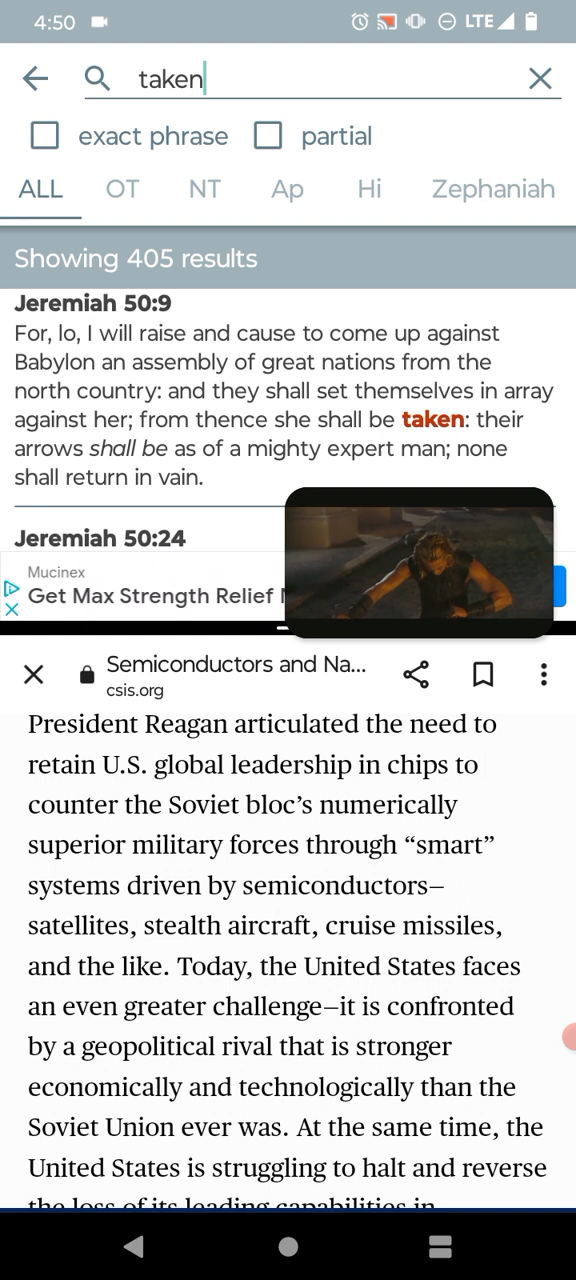 4:50 LTE
taken
exact phrase partial
ALL OT NT Ap Hi Zephaniah
Showing 405 results
Jeremiah 50:9
For, lo, I will raise and cause to come up against
Babylon an assembly of great nations from the
north country: and they shall set themselves in array
against her; from thence she shall be taken: their
arrows shall be as of a mighty expert man; none
shall return in vain.
Jeremiah 50:24
Mucinex
Get Max Strength Relief
Semiconductors and Na...
csis.org
President Reagan articulated the need to
retain U.S. global leadership in chips to
counter the Soviet bloc’s numerically
superior military forces through “smart”
systems driven by semiconductors—
satellites, stealth aircraft, cruise missiles,
and the like. Today, the United States faces
an even greater challenge—it is confronted
by a geopolitical rival that is stronger
economically and technologically than the
Soviet Union ever was. At the same time, the
United States is struggling to halt and reverse
the loss of its leading capabilities in